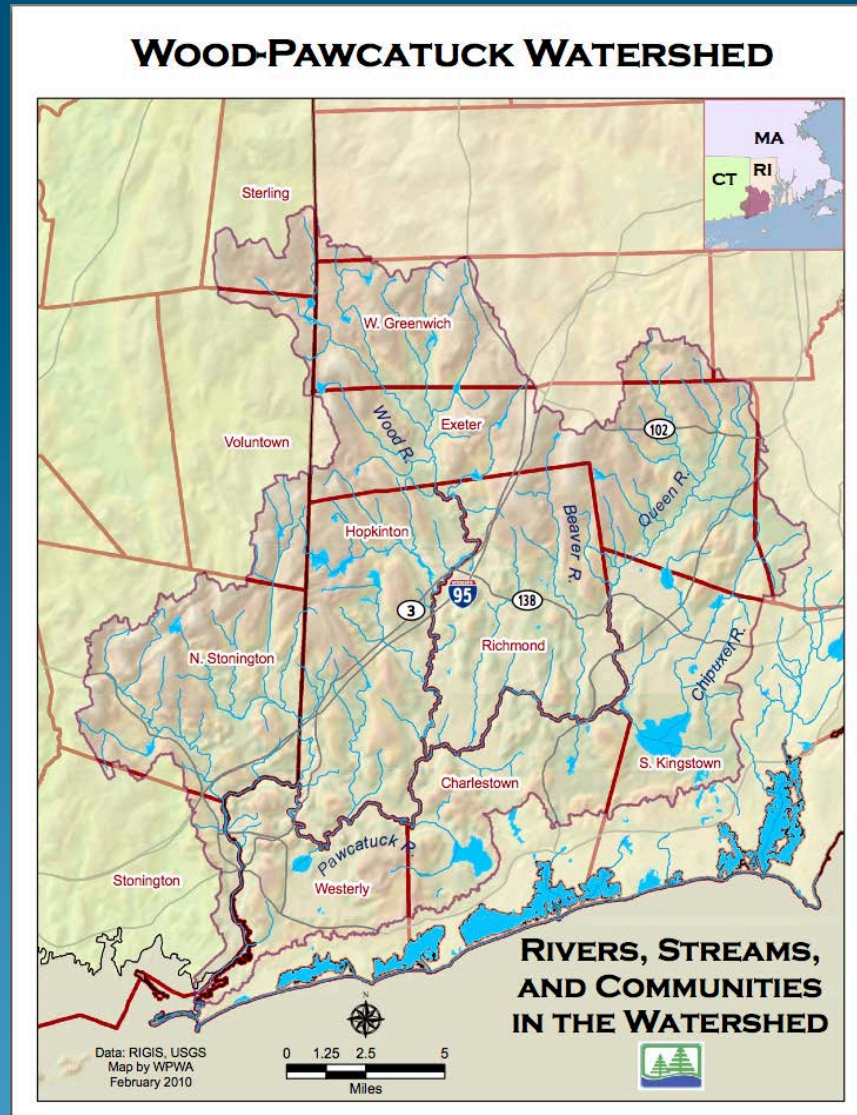 WOOD-PAWCATUCK WATERSHED
MA
CT
RI
Sterling
W. Greenwich
Wood R.
Exeter
102
Voluntown
Queen R.
Beaver R.
Hopkinton
95
3
138
Richmond
N. Stonington
Chipuxet R.
S. Kingstown
Charlestown
Pawcatuck R.
Stonington
Westerly
RIVERS, STREAMS,
AND COMMUNITIES
IN THE WATERSHED
N
Data: RIGIS, USGS
Map by WPWA
February 2010
0 1.25 2.5 5
Miles